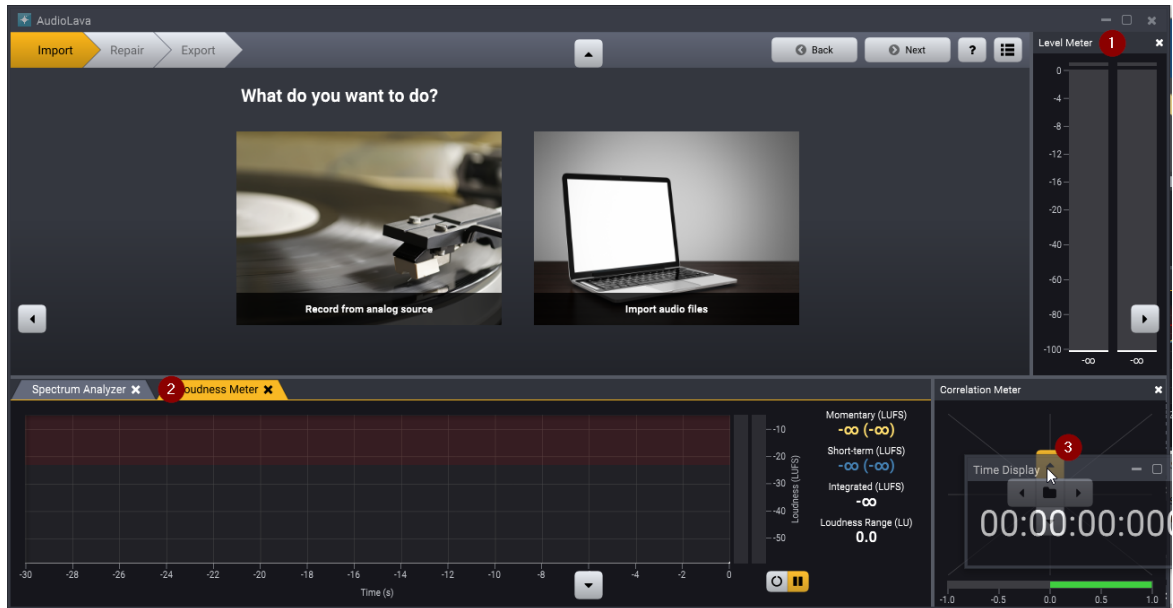 AudioLava
Import Repair Export
Back Next ?
Level Meter 1
What do you want to do?
Record from analog source
Import audio files
0
-4
-8
-12
-16
-20
-40
-60
-80
-100
-∞ -∞
Spectrum Analyzer 2 oudness Meter
Correlation Meter
-10
-20
-30
-40
-50
Loudness (LUFS)
Momentary (LUFS)
-∞ (-∞)
Short-term (LUFS)
-∞ (-∞)
Integrated (LUFS)
-∞
Loudness Range (LU)
0.0
-30 -28 -26 -24 -22 -20 -18 -16 -14 -12 -10 -8 -4 -2 0
Time (s)
3
Time Display
00:00:00:000
-1.0 -0.5 0.0 0.5 1.0